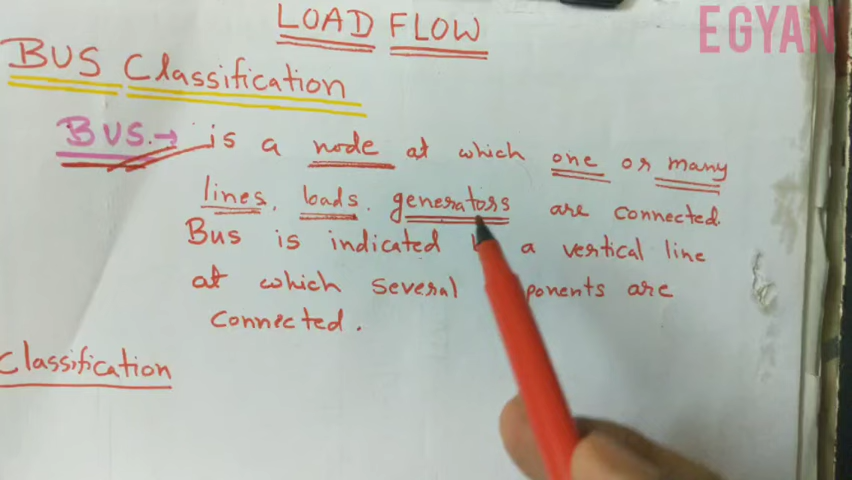 LOAD FLOW
E GYAN
BUS Classification
BUS. → is a node at which one or many
lines, loads, generators are connected.
Bus is indicated a vertical line
at which several ponents are
connected.
Classification